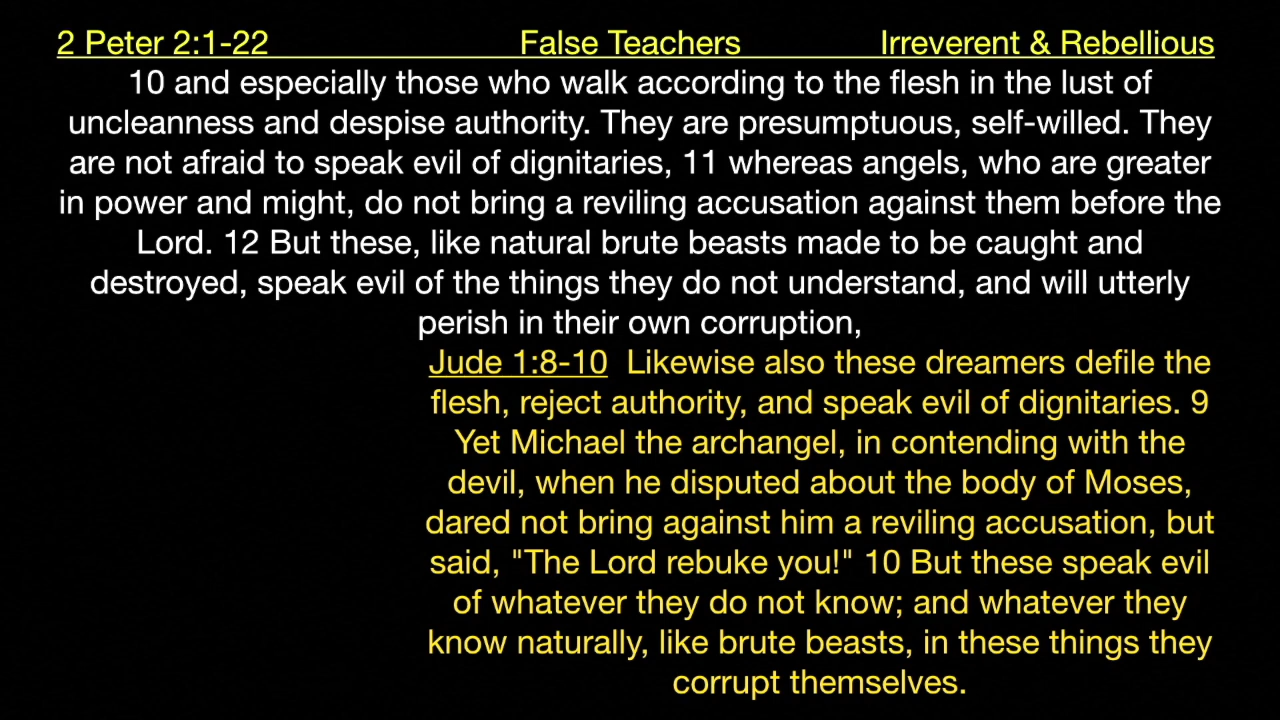 2 Peter 2:1-22 False Teachers Irreverent & Rebellious
10 and especially those who walk according to the flesh in the lust of
uncleanness and despise authority. They are presumptuous, self-willed. They
are not afraid to speak evil of dignitaries, 11 whereas angels, who are greater
in power and might, do not bring a reviling accusation against them before the
Lord. 12 But these, like natural brute beasts made to be caught and
destroyed, speak evil of the things they do not understand, and will utterly
perish in their own corruption,
Jude 1:8-10 Likewise also these dreamers defile the
flesh, reject authority, and speak evil of dignitaries. 9
Yet Michael the archangel, in contending with the
devil, when he disputed about the body of Moses,
dared not bring against him a reviling accusation, but
said, "The Lord rebuke you!" 10 But these speak evil
of whatever they do not know; and whatever they
know naturally, like brute beasts, in these things they
corrupt themselves.